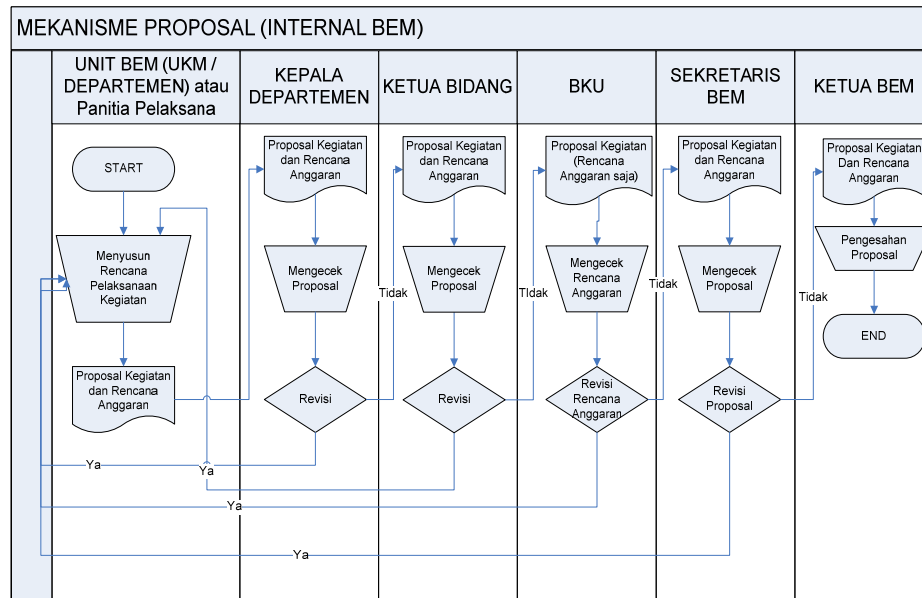 MEKANISME PROPOSAL (INTERNAL BEM)
UNIT BEM (UKM /
DEPARTEMEN) atau
Panitia Pelaksana
KEPALA
DEPARTEMEN
KETUA BIDANG
BKU
SEKRETARIS
BEM
KETUA BEM
START
Menyusun
Rencana
Pelaksanaan
Kegiatan
Proposal Kegiatan
dan Rencana
Anggaran
Proposal Kegiatan
dan Rencana
Anggaran
Mengecek
Proposal
Revisi
Tidak
Ya
Proposal Kegiatan
dan Rencana
Anggaran
Mengecek
Proposal
Revisi
TIdak
Ya
Proposal Kegiatan
(Rencana
Anggaran saja)
Mengecek
Rencana
Anggaran
Revisi
Rencana
Anggaran
Tidak
Ya
Proposal Kegiatan
dan Rencana
Anggaran
Mengecek
Proposal
Revisi
Proposal
Tidak
Ya
Proposal Kegiatan
Dan Rencana
Anggaran
Pengesahan
Proposal
END